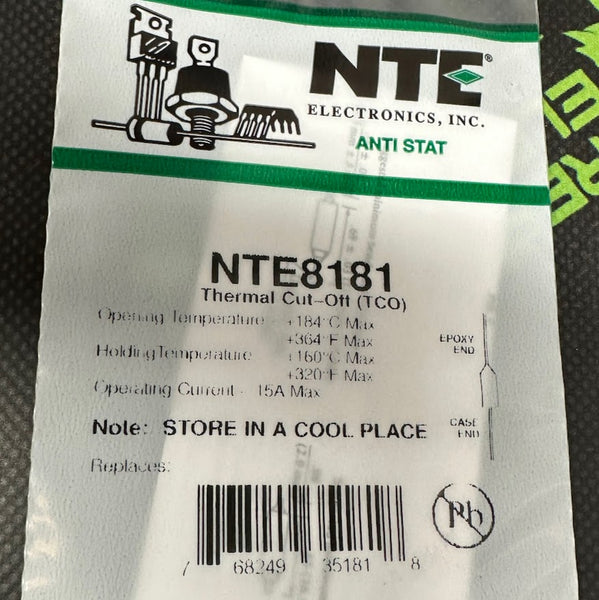 NTE®
ELECTRONICS, INC.
ANTI STAT
NTE8181
Thermal Cut-Off (TCO)
Opening Temperature - +184°C Max
+364°F Max
Holding Temperature +160°C Max
+320°F Max
Operating Current - 15A Max
EPOXY
END
CASE
END
Note: STORE IN A COOL PLACE
Replaces:
Pb
7 68249 35181 8